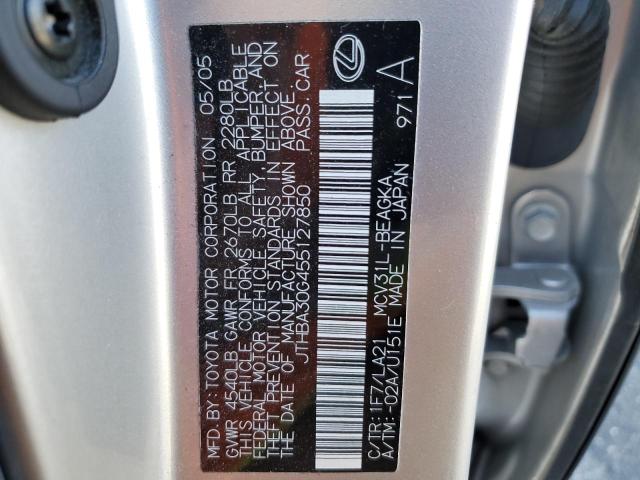 MFD. BY: TOYOTA MOTOR CORPORATION 05/05
GVWR 4540LB GAWR FR 2670LB RR 2280LB
THIS VEHICLE CONFORMS TO ALL APPLICABLE
FEDERAL MOTOR VEHICLE SAFETY, BUMPER, AND
THEFT PREVENTION STANDARDS IN EFFECT ON
THE DATE OF MANUFACTURE SHOWN ABOVE.
JTHBA30G455127850 PASS. CAR
C/TR: 1F7/LA21 MCV31L-BEAGKA
A/TM: -02A/U151E MADE IN JAPAN 971 A